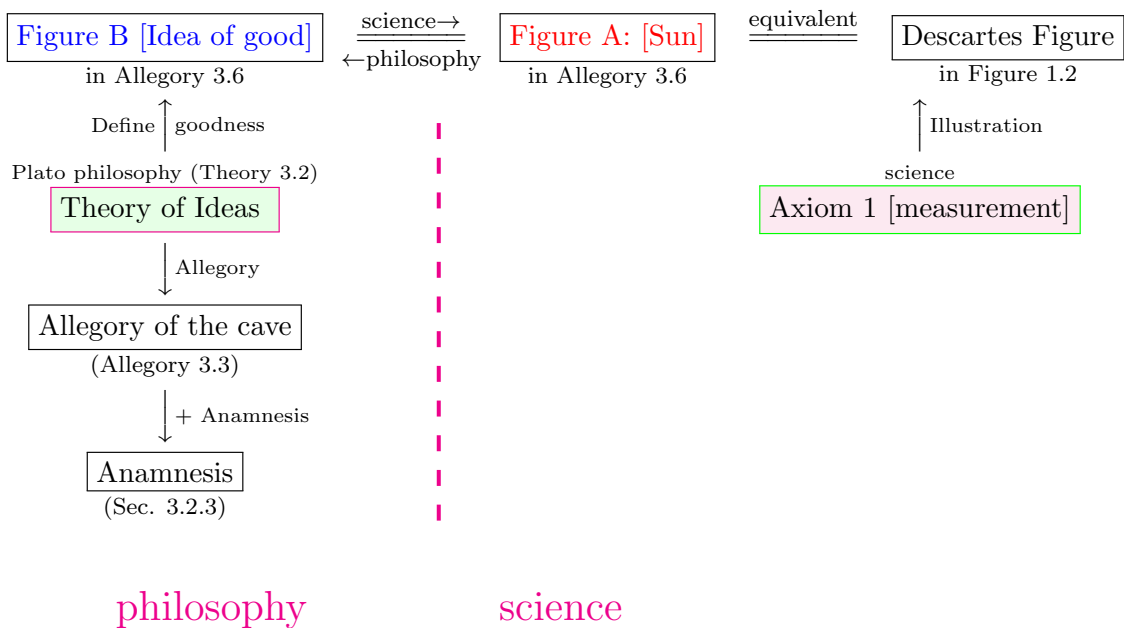 Figure B [Idea of good] science→ Figure A: [Sun] equivalent Descartes Figure
←philosophy
in Allegory 3.6 in Allegory 3.6 in Figure 1.2
Define goodness Illustration
Plato philosophy (Theory 3.2) science
Theory of Ideas Axiom 1 [measurement]
Allegory
Allegory of the cave
(Allegory 3.3)
+ Anamnesis
Anamnesis
(Sec. 3.2.3)
philosophy science